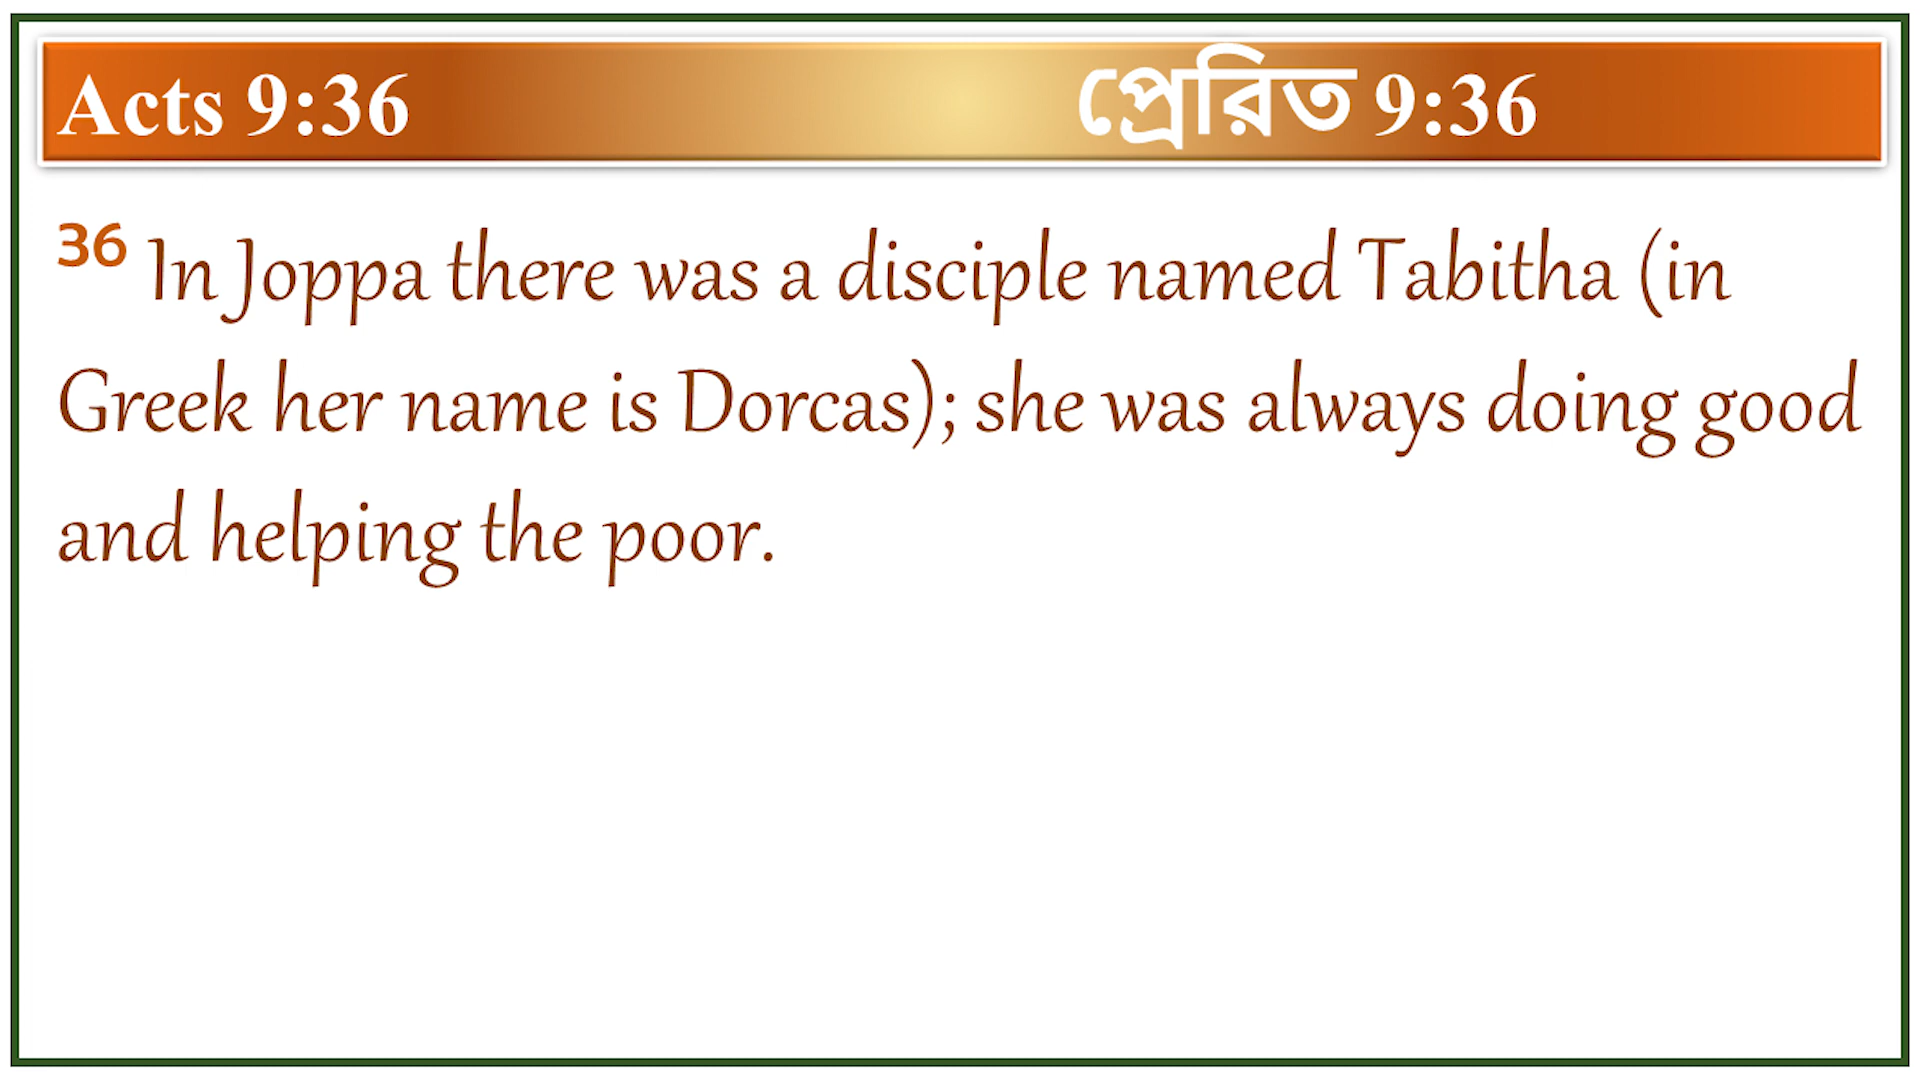 Acts 9:36 প্রেরিত 9:36
36 In Joppa there was a disciple named Tabitha (in
Greek her name is Dorcas); she was always doing good
and helping the poor.